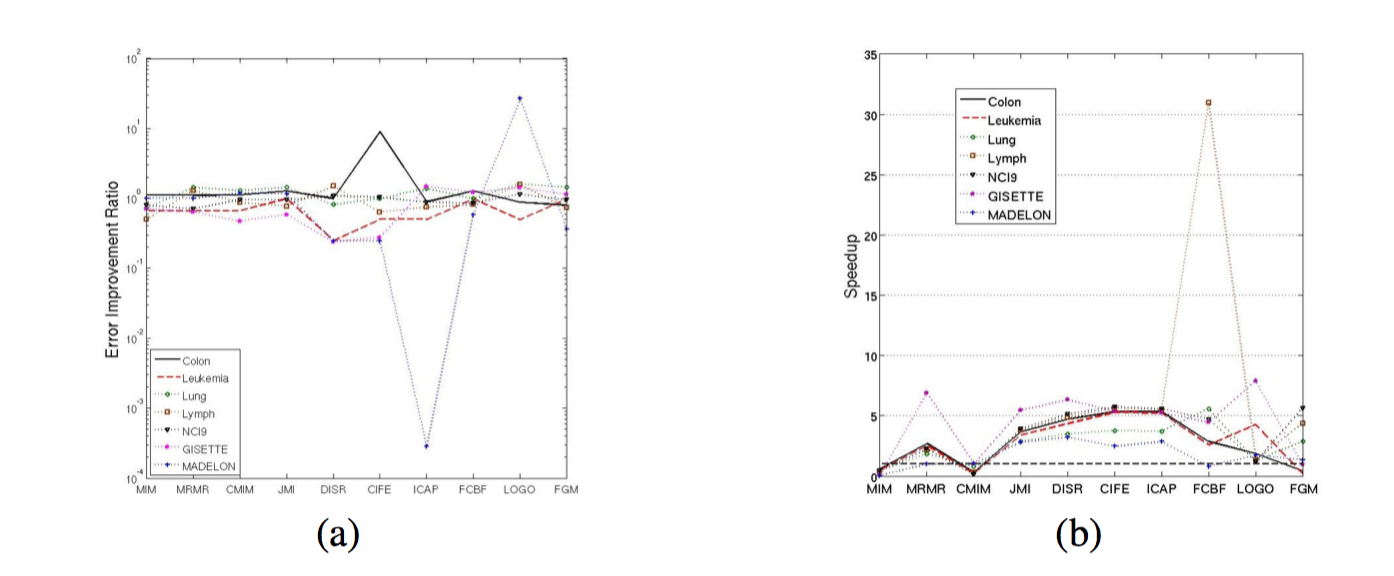 10^2
10^1
10^0
10^-1
10^-2
10^-3
10^-4
Error Improvement Ratio
Colon
Leukemia
Lung
Lymph
NCI9
GISETTE
MADELON
MIM MRMR CMIM JMI DISR CIFE ICAP FCBF LOGO FGM
(a)
35
30
25
20
15
10
5
0
Speedup
Colon
Leukemia
Lung
Lymph
NCI9
GISETTE
MADELON
MIM MRMR CMIM JMI DISR CIFE ICAP FCBF LOGO FGM
(b)